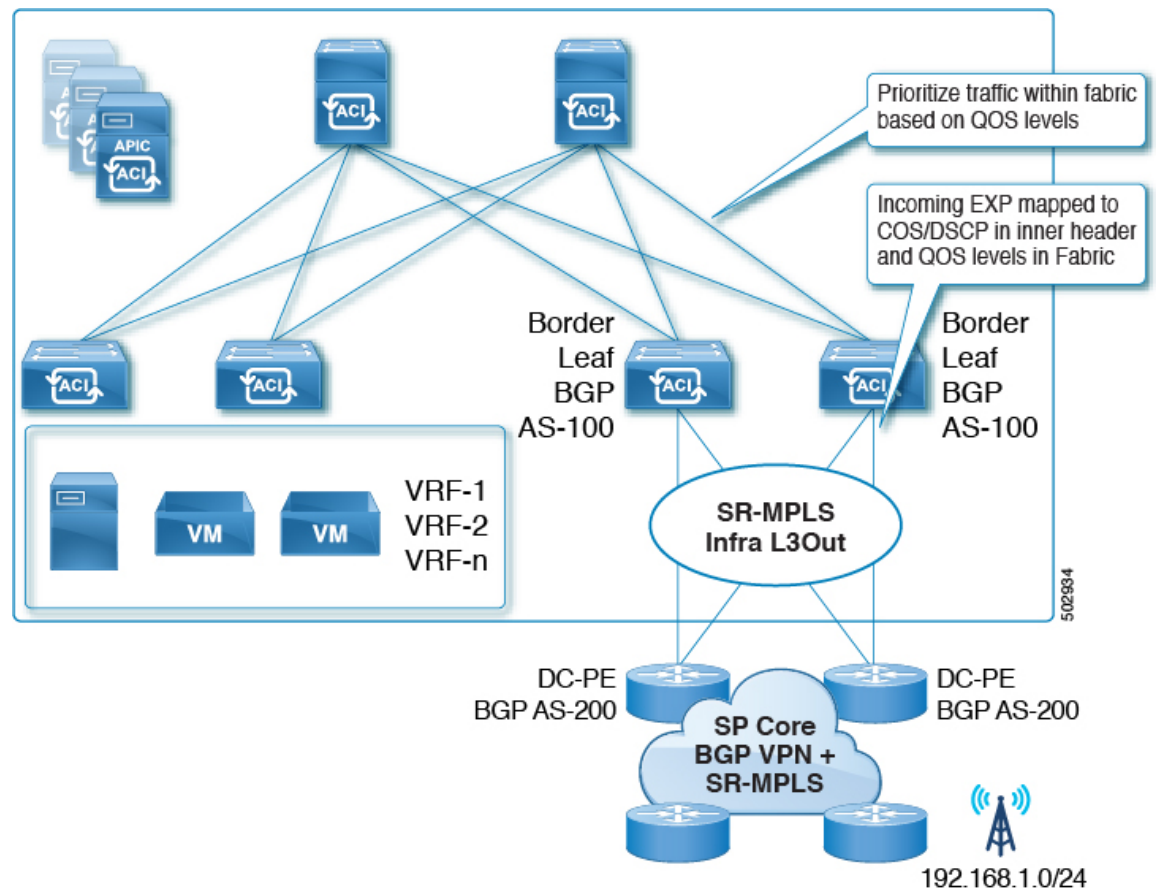 ACI
ACI
Prioritize traffic within fabric
based on QOS levels
APIC
ACI
Incoming EXP mapped to
COS/DSCP in inner header
and QOS levels in Fabric
ACI
ACI
Border
Leaf
BGP
AS-100
ACI
ACI
Border
Leaf
BGP
AS-100
VM
VM
VRF-1
VRF-2
VRF-n
SR-MPLS
Infra L3Out
502934
DC-PE
BGP AS-200
DC-PE
BGP AS-200
SP Core
BGP VPN +
SR-MPLS
192.168.1.0/24